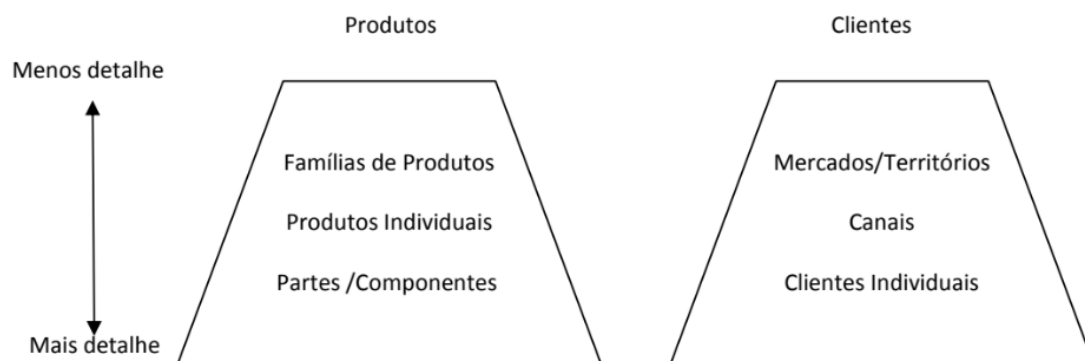 Produtos
Clientes
Menos detalhe
Famílias de Produtos
Mercados/Territórios
Produtos Individuais
Canais
Partes /Componentes
Clientes Individuais
Mais detalhe